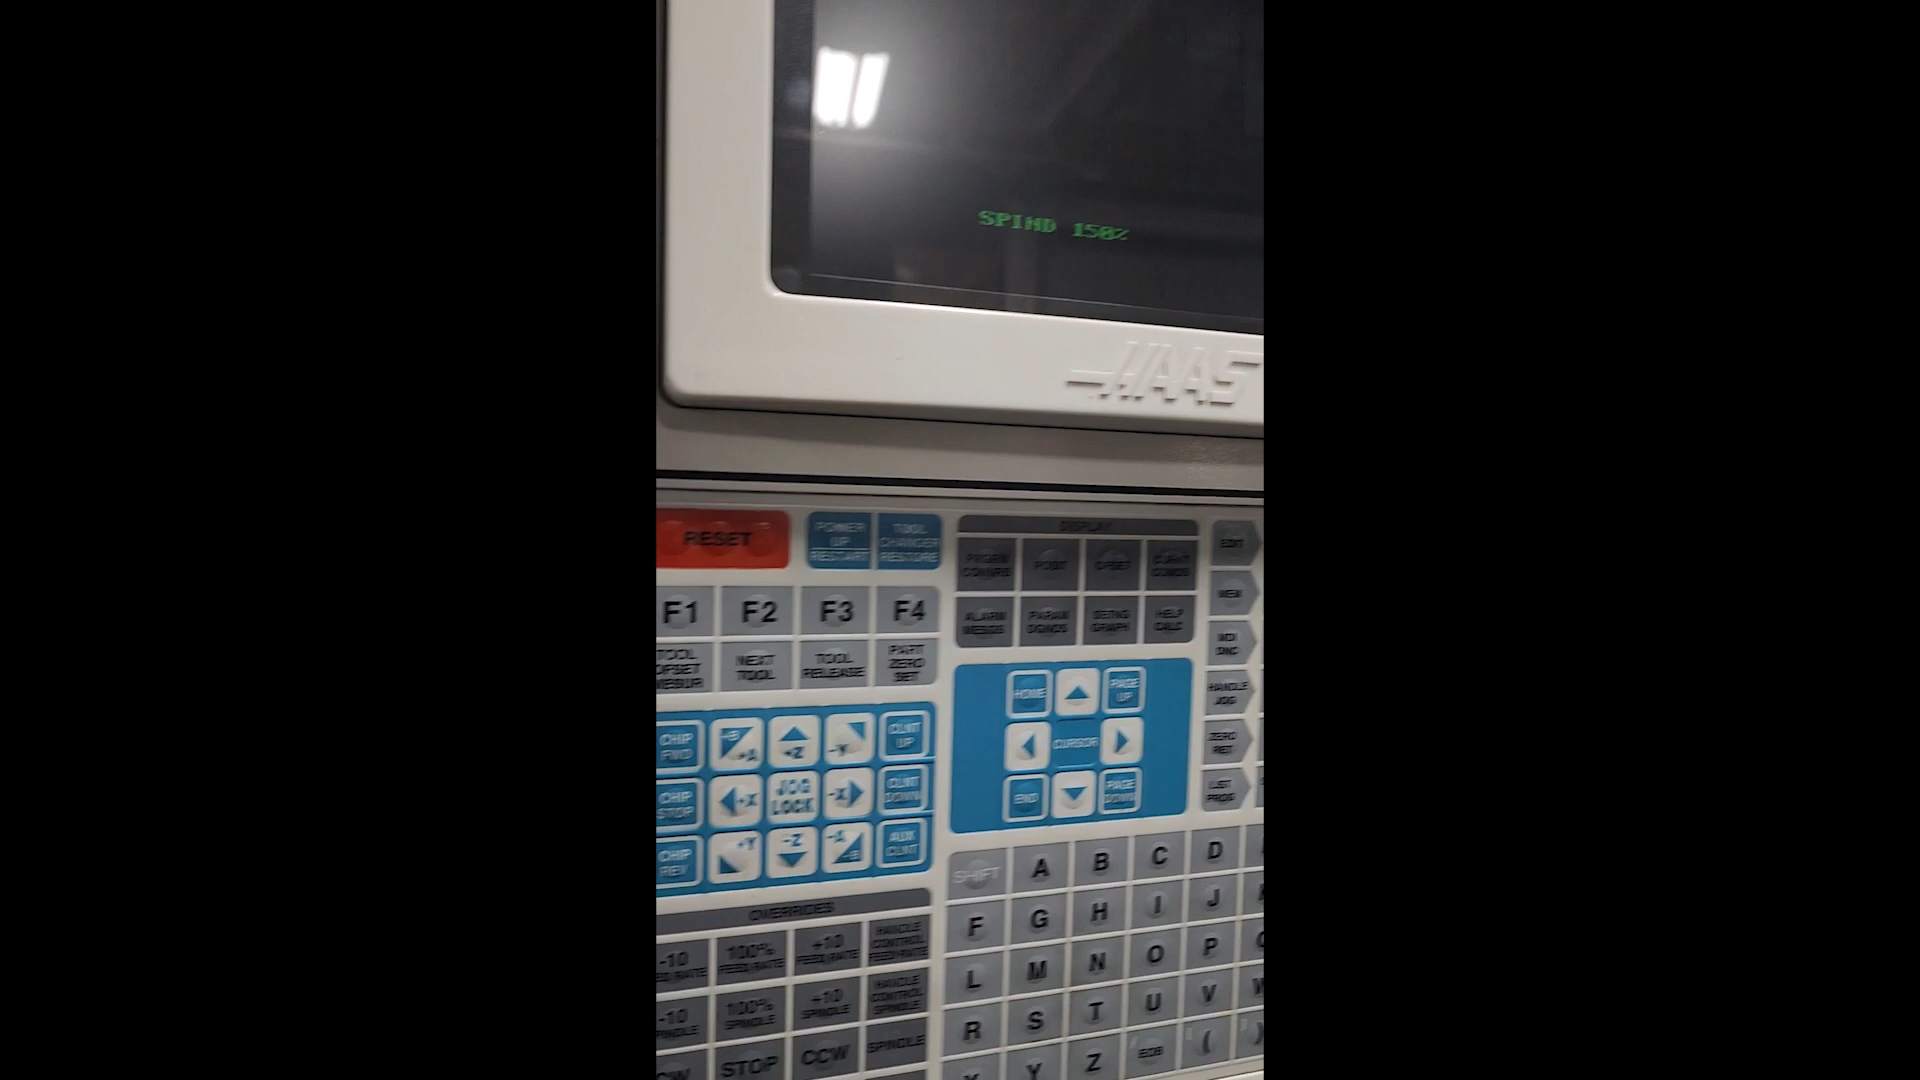 SPIND 150%
HAAS
RESET
POWER UP RESTART
TOOL CHANGER RESTORE
DISPLAY
PRGRM CONVRS
POSIT
OFSET
CURNT COMDS
EDIT
F1
F2
F3
F4
ALARM MESGS
PARAM DGNOS
SETNG GRAPH
HELP CALC
MEM
MDI DNC
TOOL OFSET MESUR
NEXT TOOL
TOOL RELEASE
PART ZERO SET
HANDLE JOG
ZERO RET
LIST PROG
HOME
PAGE UP
CURSOR
END
PAGE DOWN
CHIP FWD
+B +A
+Z
-Y
CLNT UP
CHIP STOP
+X
JOG LOCK
-X
CLNT DOWN
CHIP REV
+Y
-Z
-A -B
AUX CLNT
SHIFT
A
B
C
D
OVERRIDES
F
G
H
I
J
-10
100% FEED RATE
+10 FEED RATE
HANDLE CONTROL FEED RATE
L
M
N
O
P
-10
100% SPINDLE
+10 SPINDLE
HANDLE CONTROL SPINDLE
R
S
T
U
V
W
CW
STOP
CCW
SPINDLE
X
Y
Z
EOB
(
)